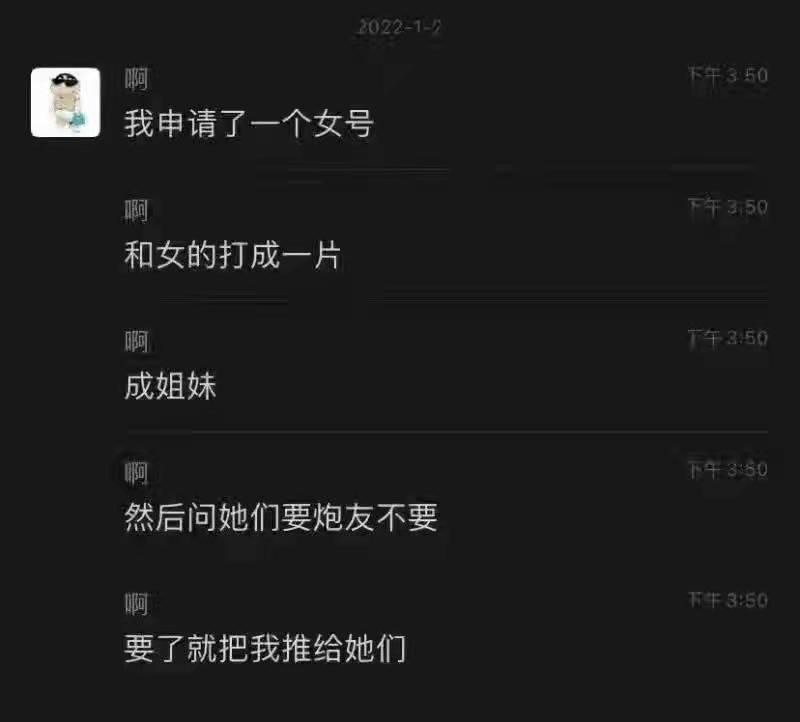 2022-1-2
啊
下午 3:50
我申请了一个女号
啊
下午 3:50
和女的打成一片
啊
下午 3:50
成姐妹
啊
下午 3:50
然后问她们要炮友不要
啊
下午 3:50
要了就把我推给她们